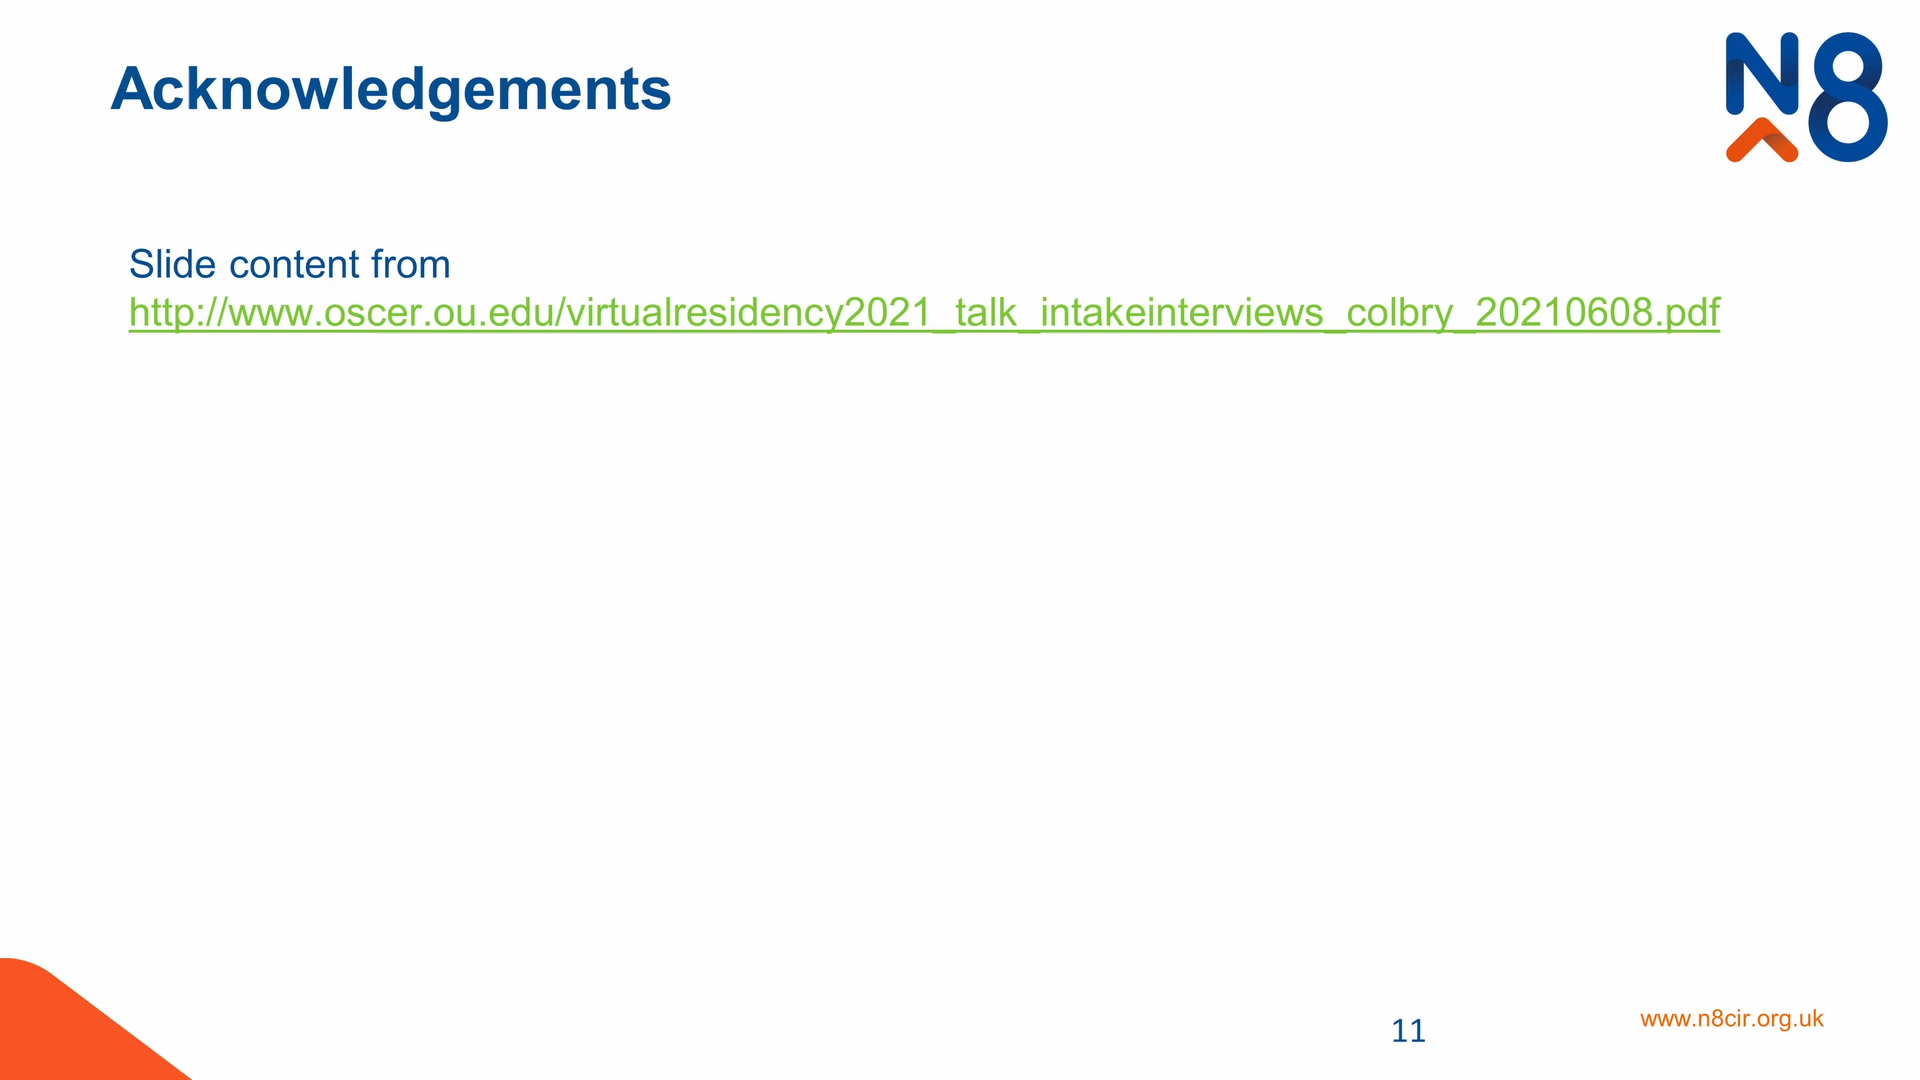 Acknowledgements
N8
Slide content from
http://www.oscer.ou.edu/virtualresidency2021_talk_intakeinterviews_colbry_20210608.pdf
11
www.n8cir.org.uk